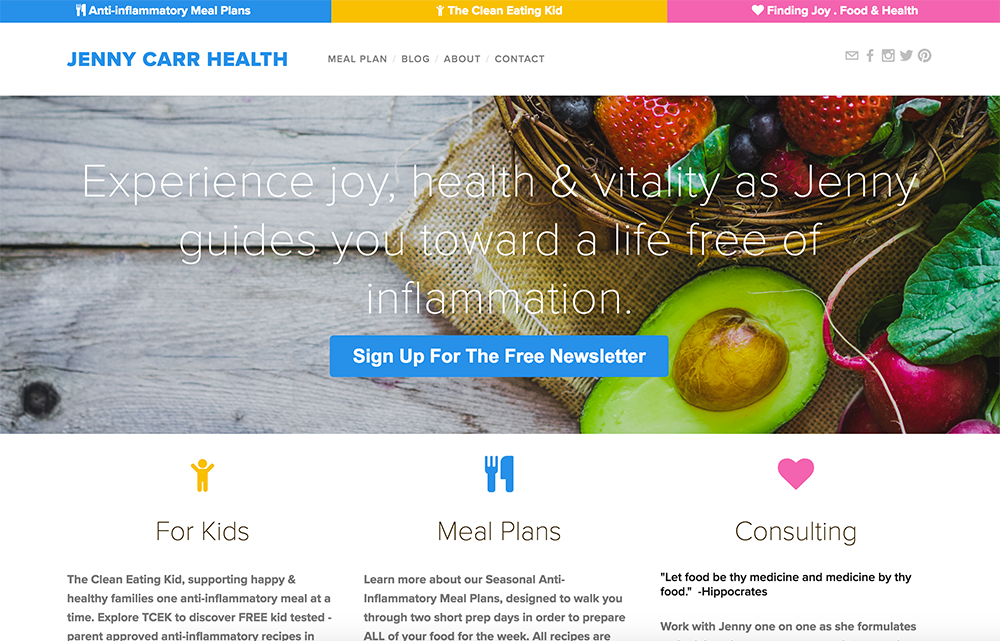 Anti-inflammatory Meal Plans
The Clean Eating Kid
Finding Joy . Food & Health
JENNY CARR HEALTH
MEAL PLAN / BLOG / ABOUT / CONTACT
Experience joy, health & vitality as Jenny
guides you toward a life free of
inflammation.
Sign Up For The Free Newsletter
For Kids
The Clean Eating Kid, supporting happy &
healthy families one anti-inflammatory meal at a
time. Explore TCEK to discover FREE kid tested -
parent approved anti-inflammatory recipes in
Meal Plans
Learn more about our Seasonal Anti-
Inflammatory Meal Plans, designed to walk you
through two short prep days in order to prepare
ALL of your food for the week. All recipes are
Consulting
"Let food be thy medicine and medicine by thy
food." -Hippocrates
Work with Jenny one on one as she formulates